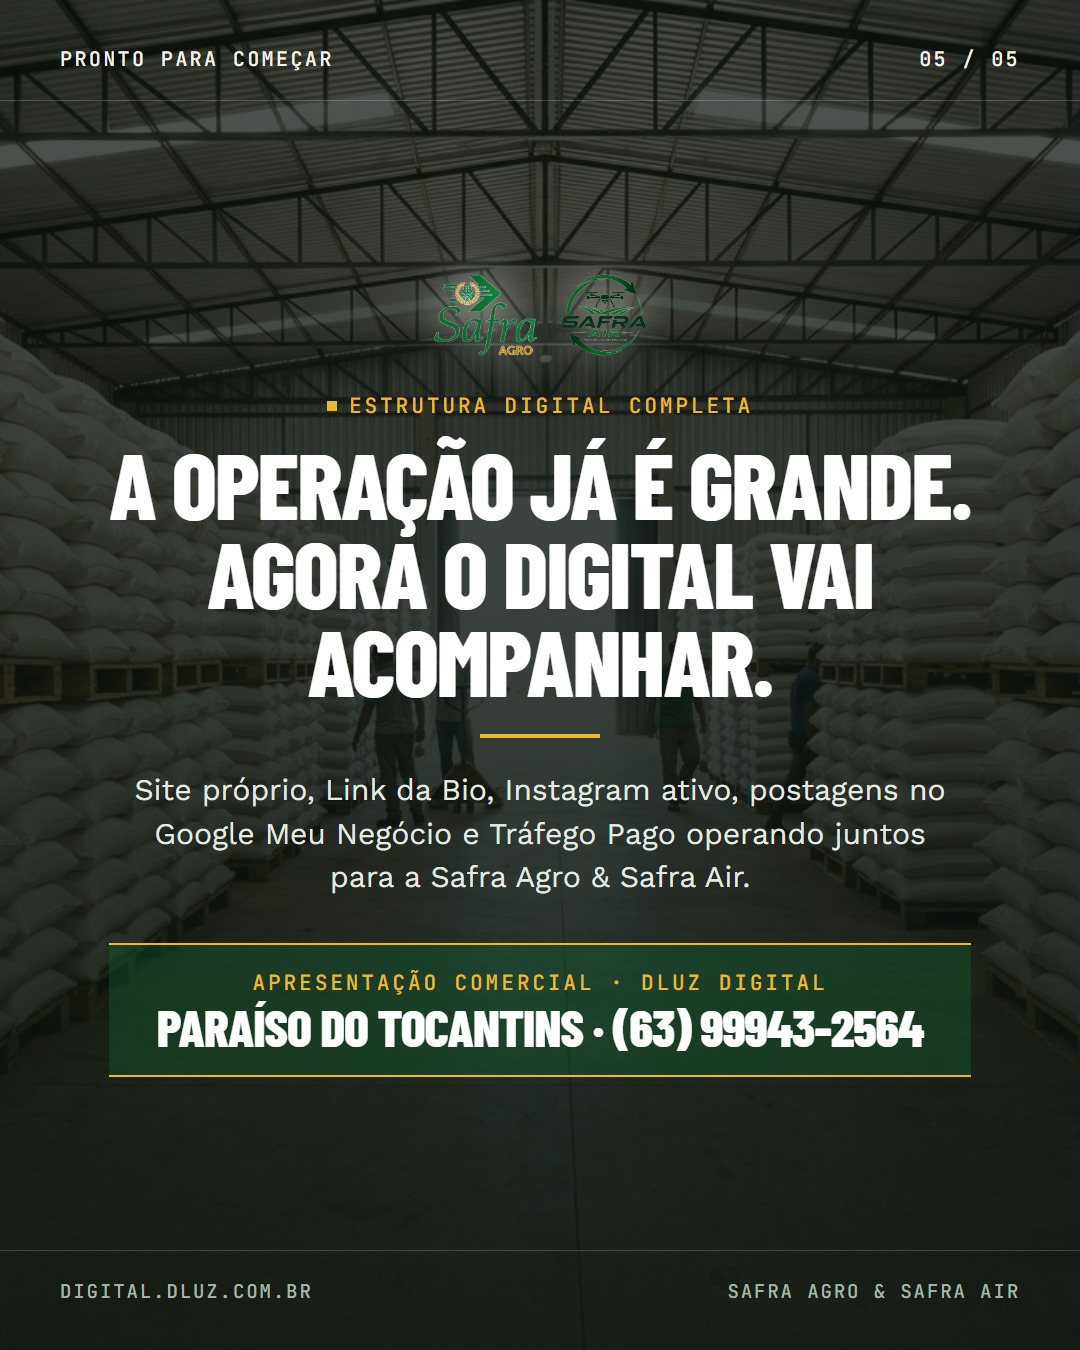 PRONTO PARA COMEÇAR
05 / 05
Safra
AGRO
SAFRA
AIR
ESTRUTURA DIGITAL COMPLETA
A OPERAÇÃO JÁ É GRANDE.
AGORA O DIGITAL VAI
ACOMPANHAR.
Site próprio, Link da Bio, Instagram ativo, postagens no
Google Meu Negócio e Tráfego Pago operando juntos
para a Safra Agro & Safra Air.
APRESENTAÇÃO COMERCIAL · DLUZ DIGITAL
PARAÍSO DO TOCANTINS · (63) 99943-2564
DIGITAL.DLUZ.COM.BR
SAFRA AGRO & SAFRA AIR